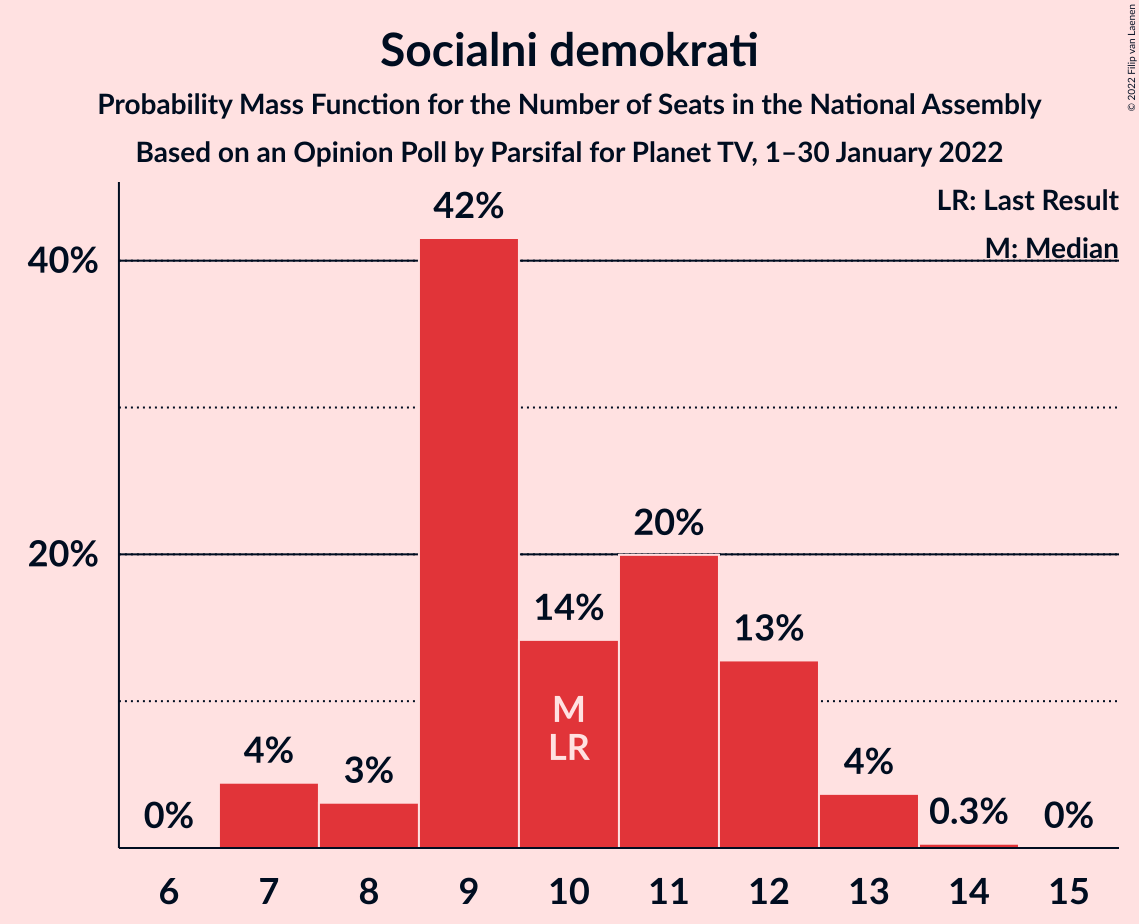 Socialni demokrati
Probability Mass Function for the Number of Seats in the National Assembly
Based on an Opinion Poll by Parsifal for Planet TV, 1–30 January 2022
© 2022 Filip van Laenen
LR: Last Result
M: Median
40%
20%
0%
4%
3%
42%
14%
20%
13%
4%
0.3%
0%
M
LR
6 7 8 9 10 11 12 13 14 15